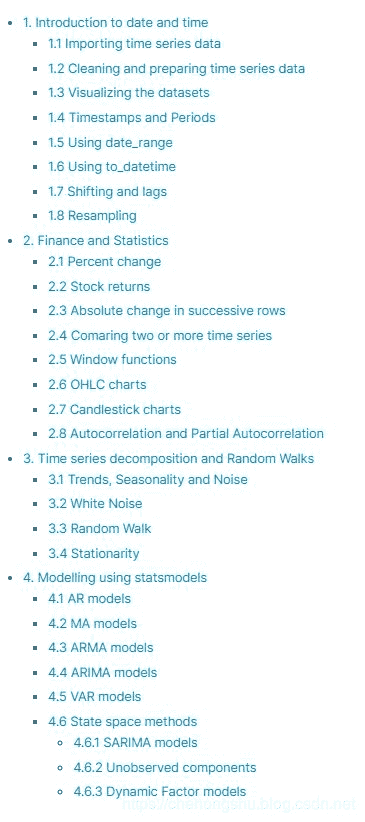 1. Introduction to date and time
1.1 Importing time series data
1.2 Cleaning and preparing time series data
1.3 Visualizing the datasets
1.4 Timestamps and Periods
1.5 Using date_range
1.6 Using to_datetime
1.7 Shifting and lags
1.8 Resampling
2. Finance and Statistics
2.1 Percent change
2.2 Stock returns
2.3 Absolute change in successive rows
2.4 Comaring two or more time series
2.5 Window functions
2.6 OHLC charts
2.7 Candlestick charts
2.8 Autocorrelation and Partial Autocorrelation
3. Time series decomposition and Random Walks
3.1 Trends, Seasonality and Noise
3.2 White Noise
3.3 Random Walk
3.4 Stationarity
4. Modelling using statsmodels
4.1 AR models
4.2 MA models
4.3 ARMA models
4.4 ARIMA models
4.5 VAR models
4.6 State space methods
4.6.1 SARIMA models
4.6.2 Unobserved components
4.6.3 Dynamic Factor models